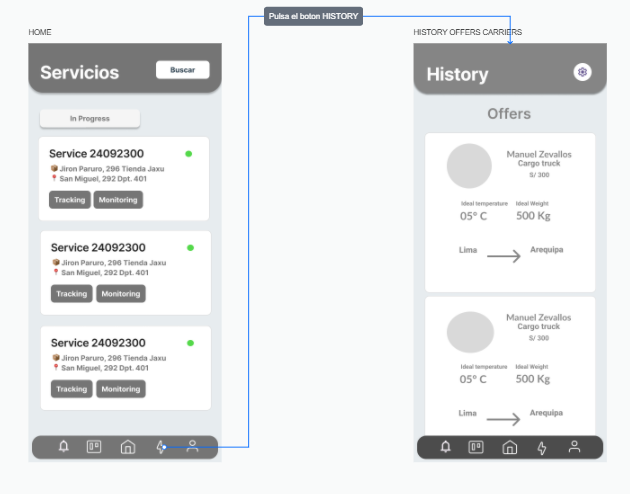 Pulsa el boton HISTORY
HOME
Servicios
Buscar
In Progress
Service 24092300
Jiron Paruro, 296 Tienda Jaxu
San Miguel, 292 Dpt. 401
Tracking Monitoring
Service 24092300
Jiron Paruro, 296 Tienda Jaxu
San Miguel, 292 Dpt. 401
Tracking Monitoring
Service 24092300
Jiron Paruro, 296 Tienda Jaxu
San Miguel, 292 Dpt. 401
Tracking Monitoring
HISTORY OFFERS CARRIERS
History
Offers
Manuel Zevallos
Cargo truck
S/ 300
Ideal temperature Ideal Weight
05° C 500 Kg
Lima Arequipa
Manuel Zevallos
Cargo truck
S/ 300
Ideal temperature Ideal Weight
05° C 500 Kg
Lima Arequipa